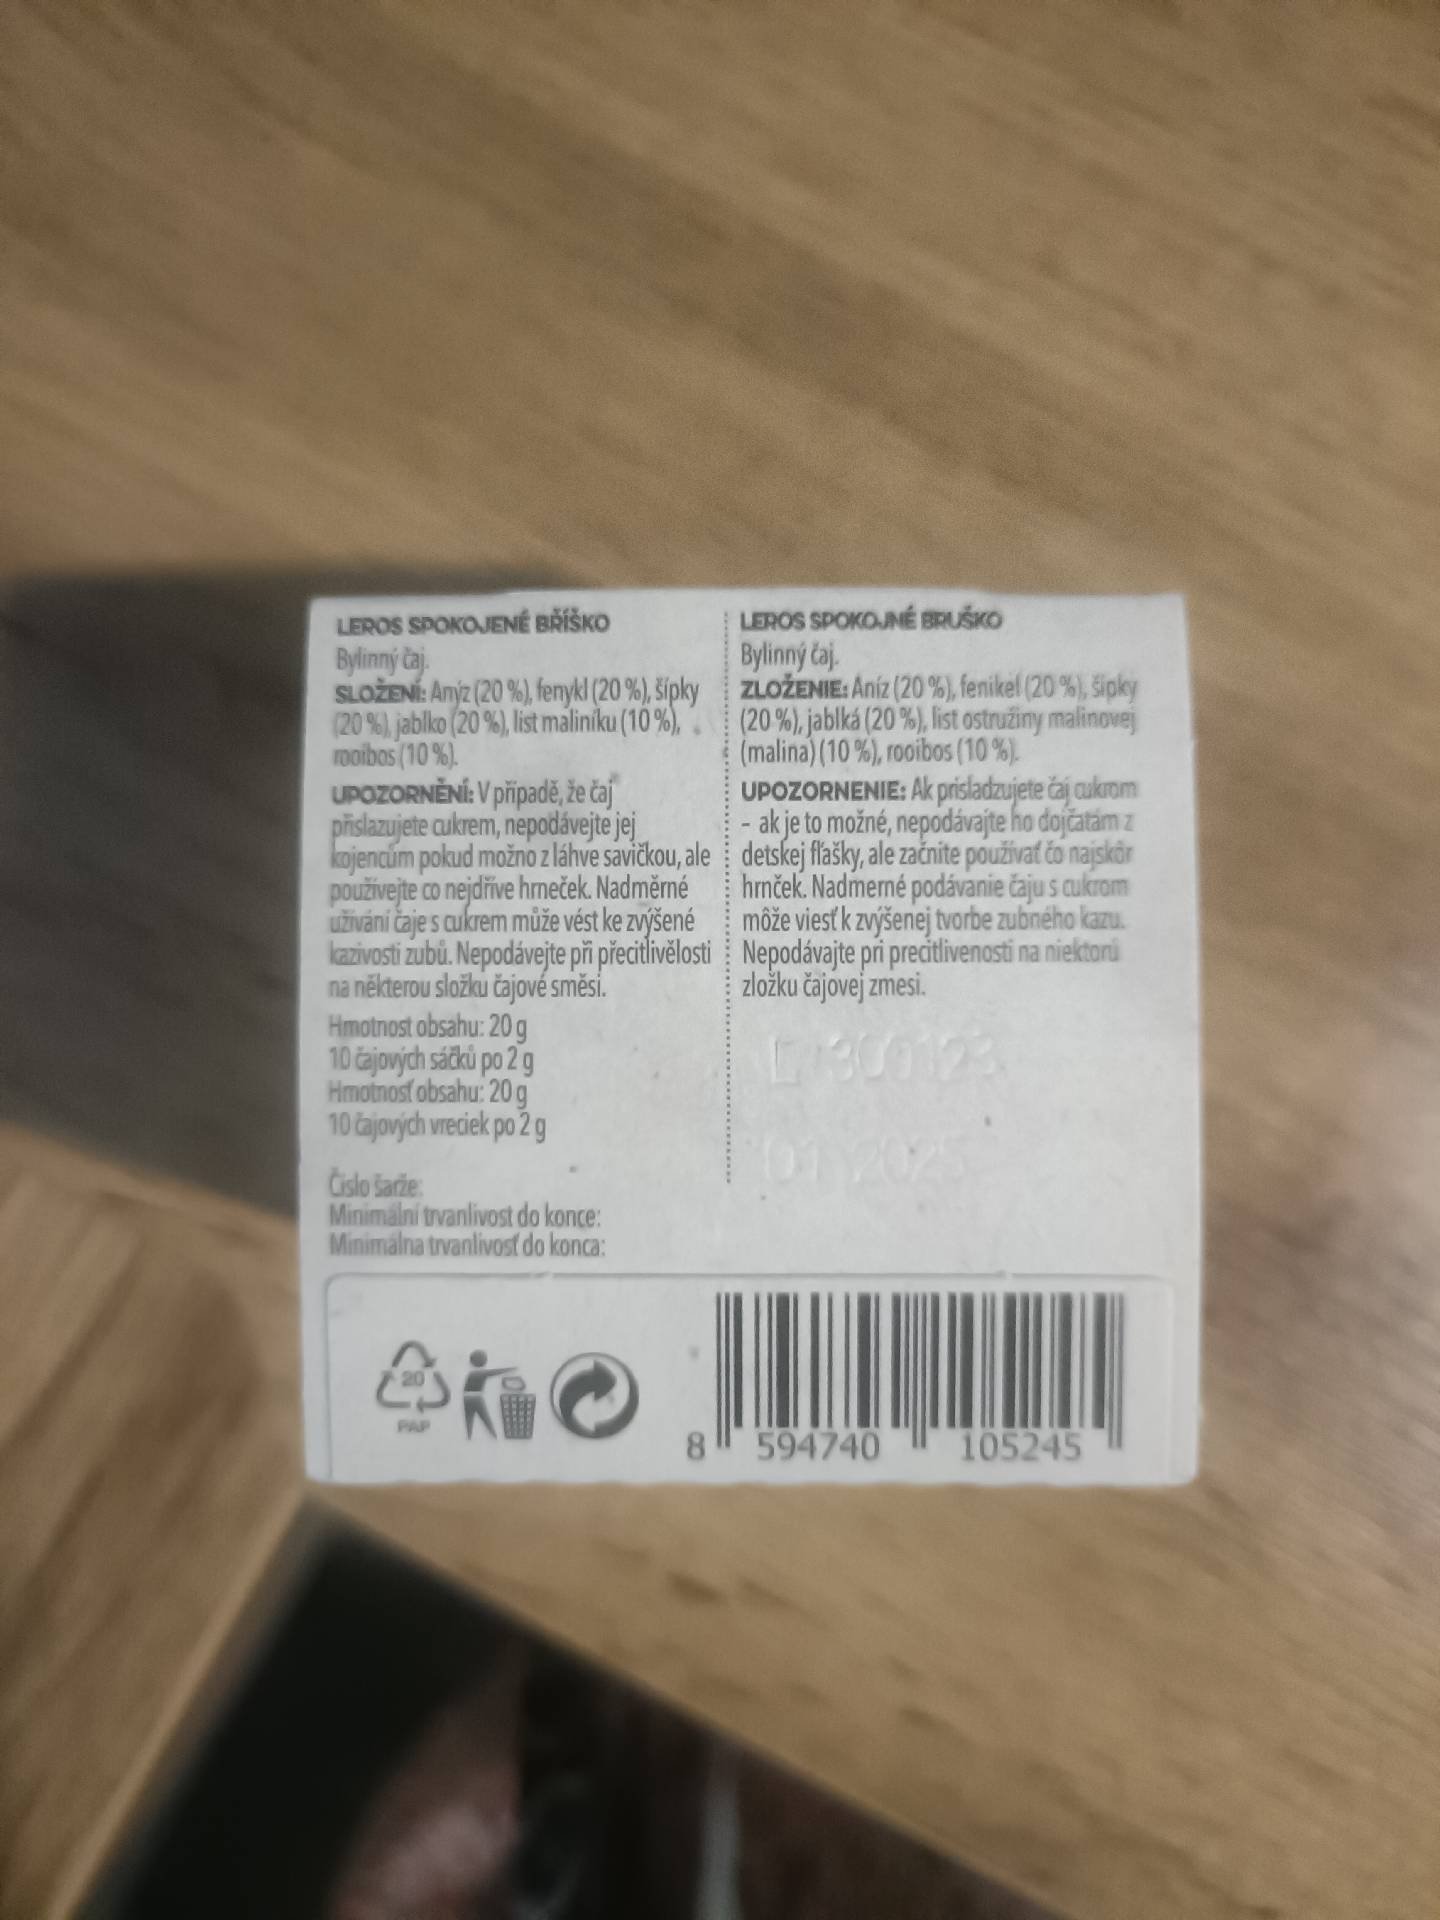 LEROS SPOKOJENÉ BŘÍŠKO
Bylinný čaj.
SLOŽENÍ: Anýz (20 %), fenykl (20 %), šípky
(20 %), jablko (20 %), list maliníku (10 %),
rooibos (10 %).
UPOZORNĚNÍ: V případě, že čaj
přislazujete cukrem, nepodávejte jej
kojencům pokud možno z láhve savičkou, ale
používejte co nejdříve hrneček. Nadměrné
užívání čaje s cukrem může vést ke zvýšené
kazivosti zubů. Nepodávejte při přecitlivělosti
na některou složku čajové směsi.
Hmotnost obsahu: 20 g
10 čajových sáčků po 2 g
Hmotnosť obsahu: 20 g
10 čajových vreciek po 2 g
Číslo šarže:
Minimální trvanlivost do konce:
Minimálna trvanlivosť do konca:
LEROS SPOKOJNÉ BRUŠKO
Bylinný čaj.
ZLOŽENIE: Aníz (20 %), fenikel (20 %), šípky
(20 %), jablká (20 %), list ostružiny malinovej
(malina) (10 %), rooibos (10 %).
UPOZORNENIE: Ak prisladzujete čaj cukrom
- ak je to možné, nepodávajte ho dojčatám z
detskej fľašky, ale začnite používať čo najskôr
hrnček. Nadmerné podávanie čaju s cukrom
môže viesť k zvýšenej tvorbe zubného kazu.
Nepodávajte pri precitlivenosti na niektorú
zložku čajovej zmesi.
01 2025
20
PAP
8 594740 105245